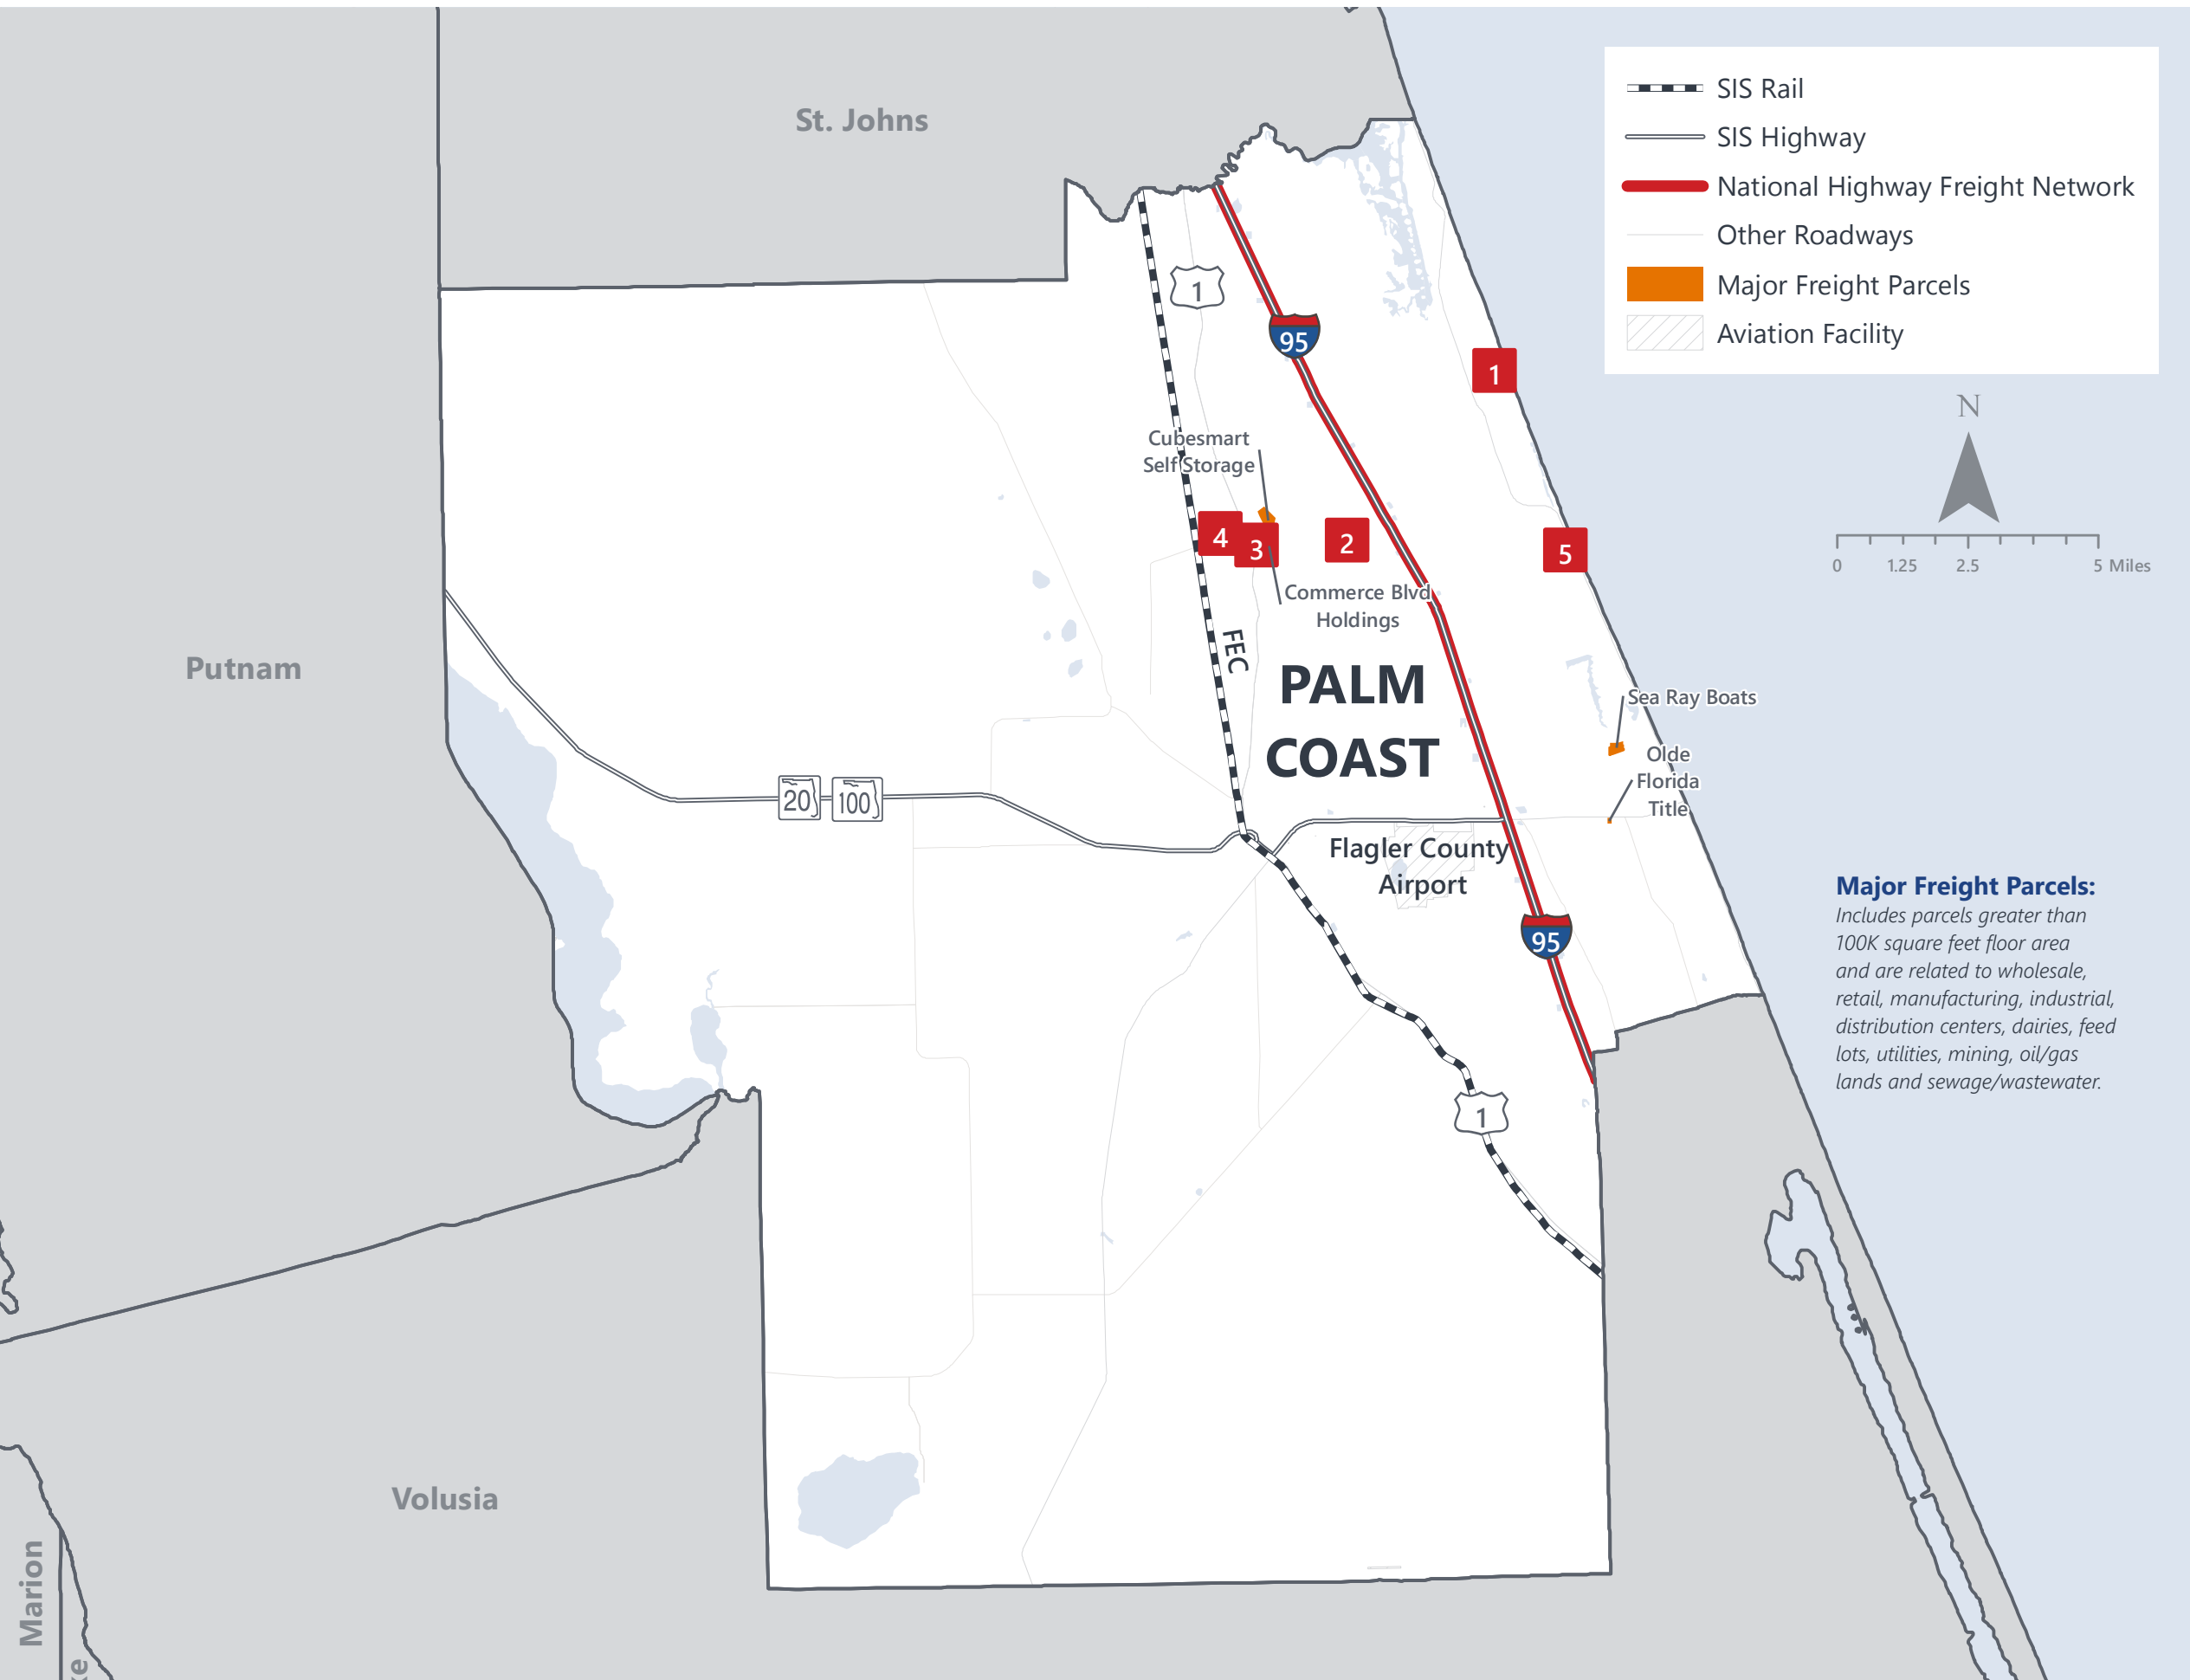 St. Johns
SIS Rail
SIS Highway
National Highway Freight Network
Other Roadways
Major Freight Parcels
Aviation Facility
1
95
1
N
0 1.25 2.5 5 Miles
Cubesmart
Self Storage
4
3
2
5
Commerce Blvd
Holdings
FEC
Putnam
PALM
COAST
Sea Ray Boats
Olde
Florida
Title
20
100
Flagler County
Airport
95
Major Freight Parcels:
Includes parcels greater than
100K square feet floor area
and are related to wholesale,
retail, manufacturing, industrial,
distribution centers, dairies, feed
lots, utilities, mining, oil/gas
lands and sewage/wastewater.
1
Volusia
Marion